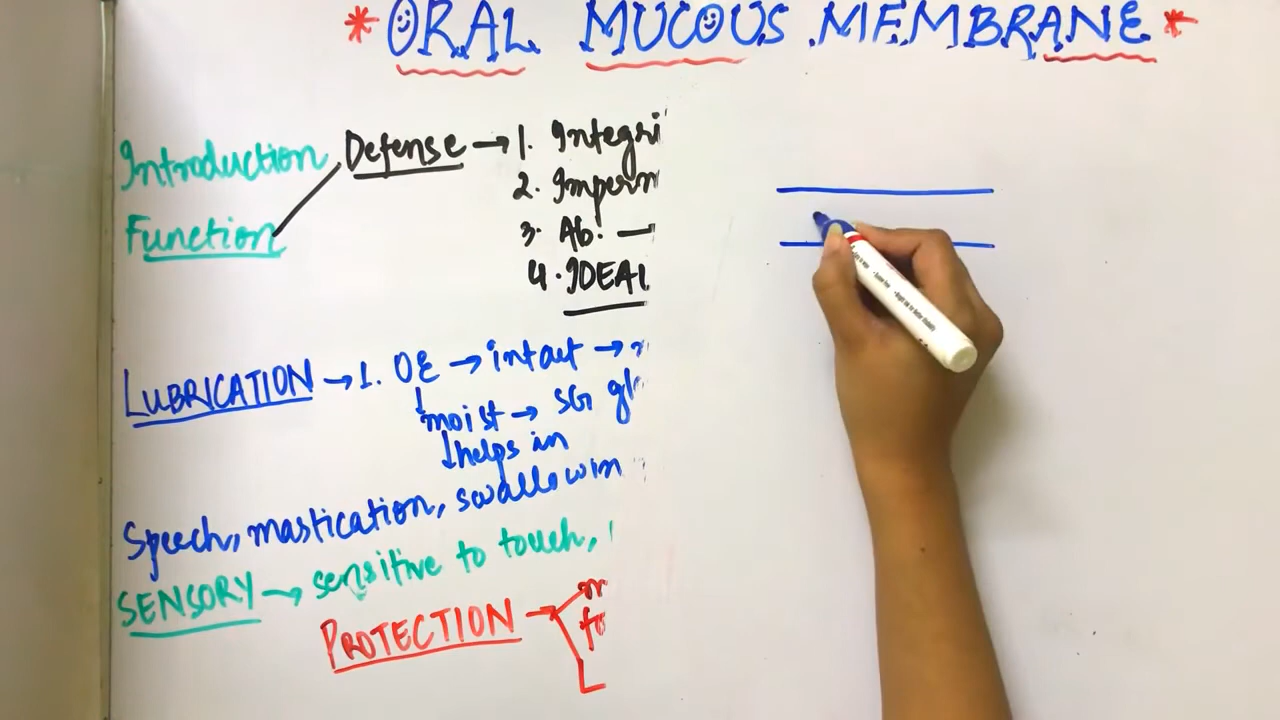 * ORAL MUCOUS MEMBRANE *
Introduction
Function
Defense → 1. Integri
2. Imperm
3. Ab. —
4. IDEAL
LUBRICATION → 1. OE → intact →
↓
moist → SG gl
↓ helps in
Speech, mastication, swallowin
SENSORY → sensitive to touch,
PROTECTION →